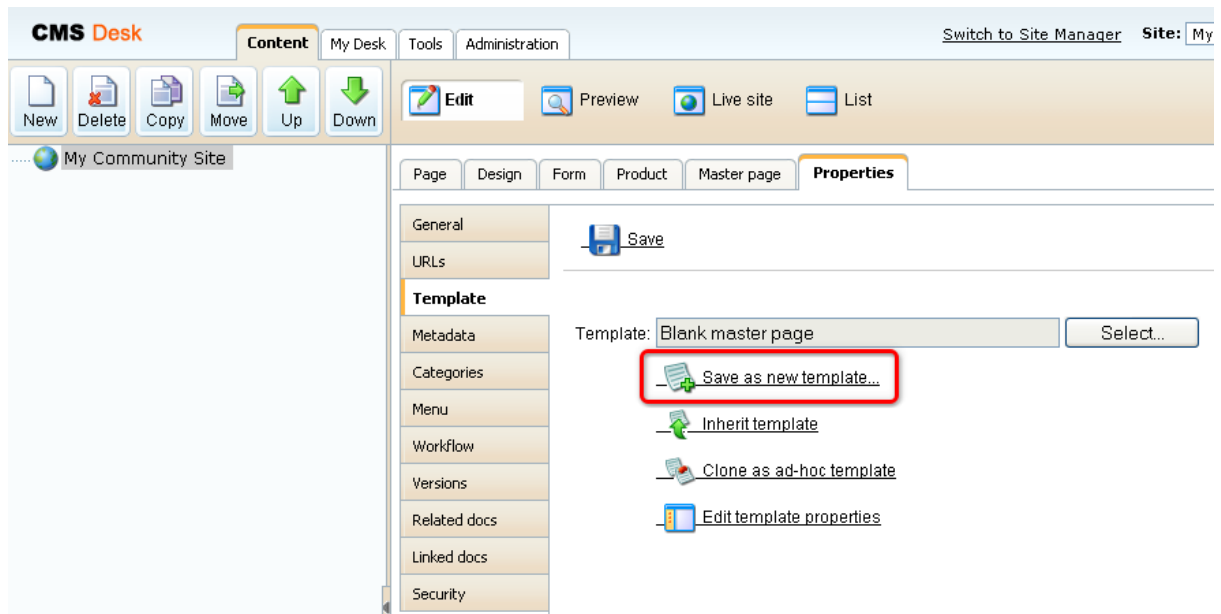 CMS Desk
Content My Desk Tools Administration
Switch to Site Manager Site: My
New Delete Copy Move Up Down
Edit Preview Live site List
My Community Site
Page Design Form Product Master page Properties
General
Save
URLs
Template
Metadata
Template: Blank master page Select...
Categories
Save as new template...
Menu
Inherit template
Workflow
Versions
Clone as ad-hoc template
Related docs
Edit template properties
Linked docs
Security